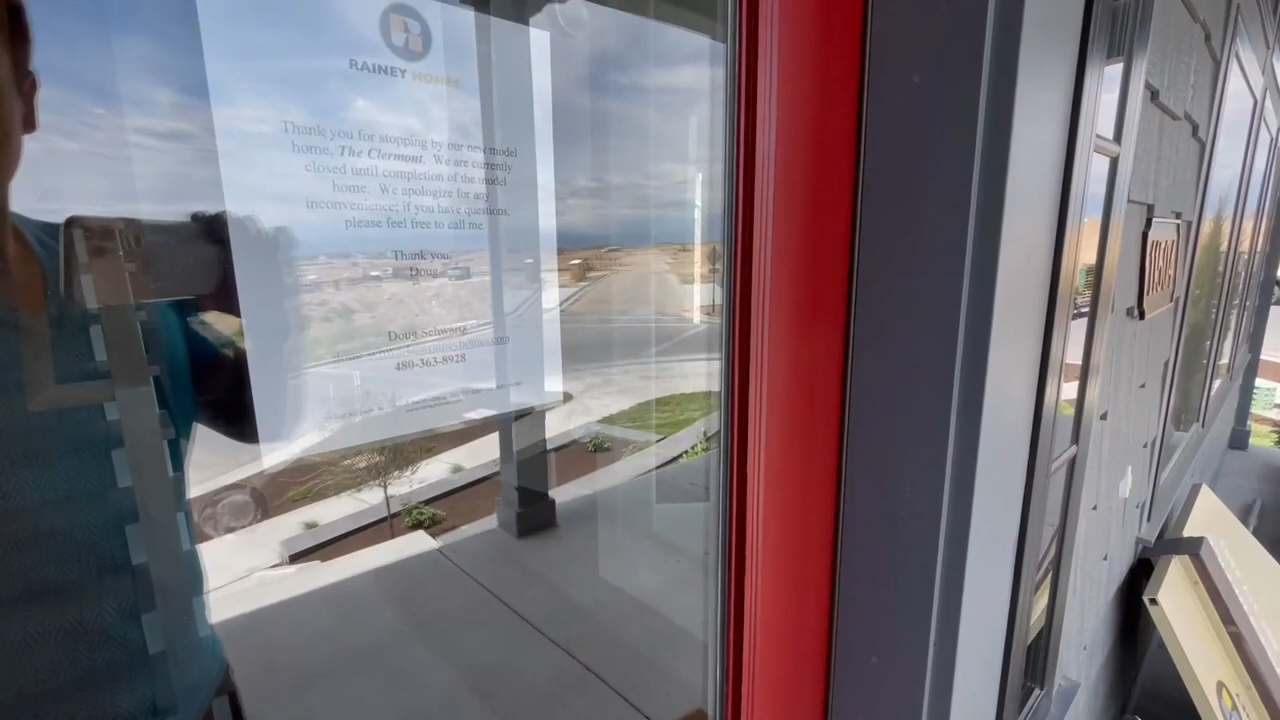 RAINEY HOMES
Thank you for stopping by our new model
home, The Clermont. We are currently
closed until completion of the model
home. We apologize for any
inconvenience; if you have questions,
please feel free to call me.
Thank you,
Doug
Doug Schwartz
480-363-8928